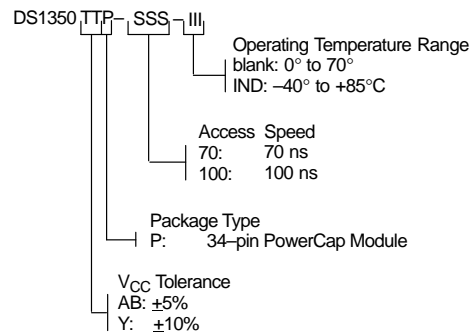 DS1350 TTP– SSS –III
Operating Temperature Range
blank: 0° to 70°
IND: –40° to +85°C
Access Speed
70: 70 ns
100: 100 ns
Package Type
P: 34–pin PowerCap Module
VCC Tolerance
AB: ±5%
Y: ±10%